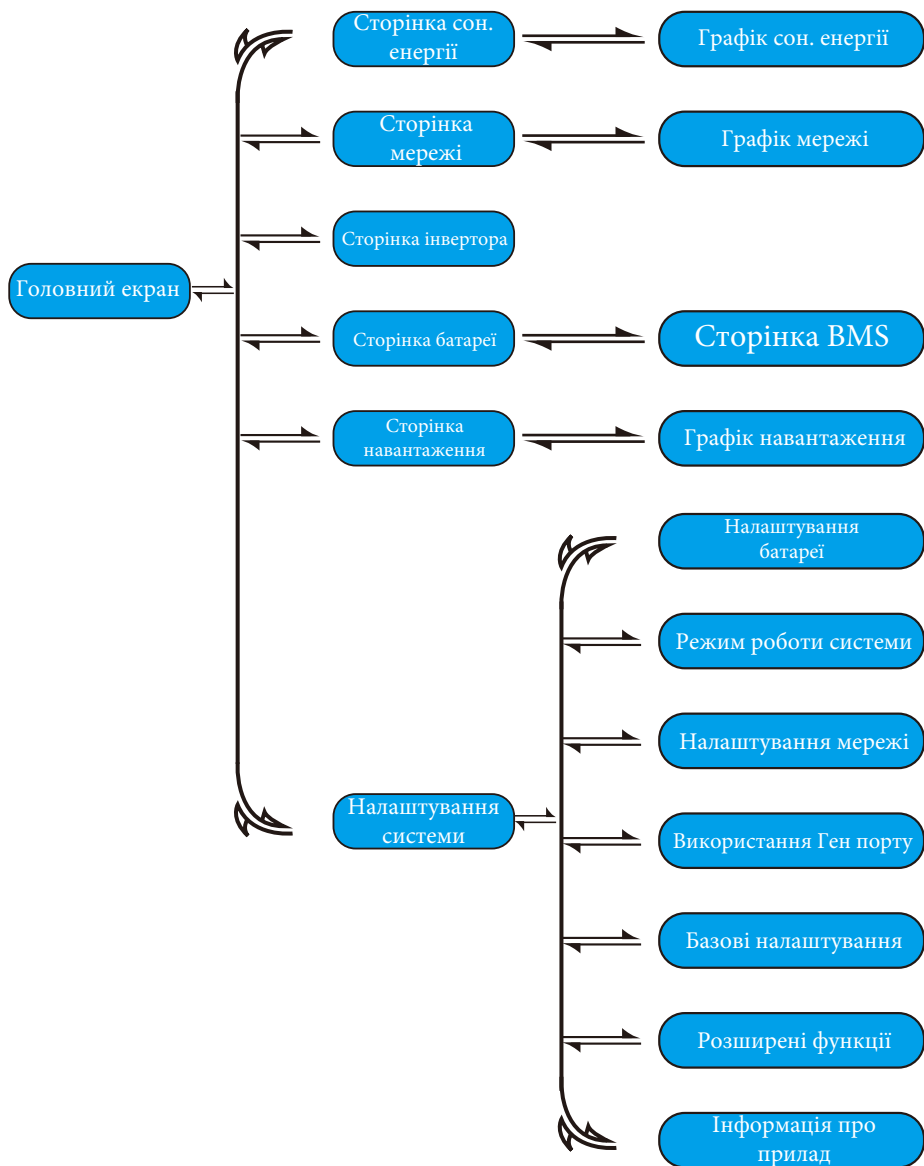 Сторінка сон.
енергії
Графік сон. енергії
Сторінка
мережі
Графік мережі
Сторінка інвертора
Головний екран
Сторінка батареї
Сторінка BMS
Сторінка
навантаження
Графік навантаження
Налаштування
батареї
Режим роботи системи
Налаштування мережі
Налаштування
системи
Використання Ген порту
Базові налаштування
Розширені функції
Інформація про
прилад